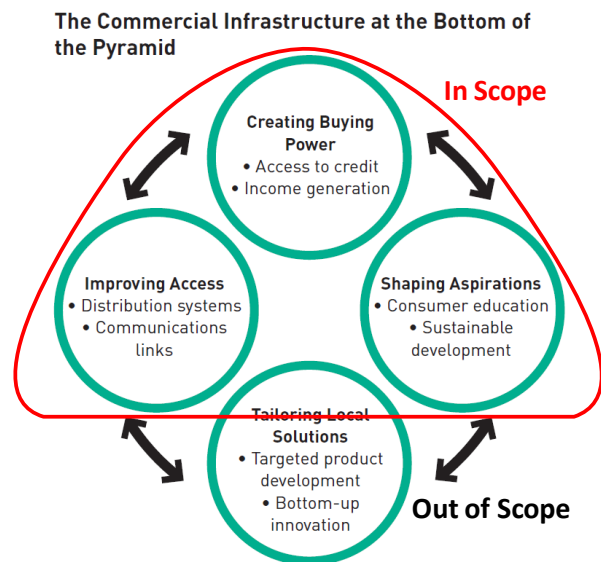 The Commercial Infrastructure at the Bottom of
the Pyramid
In Scope
Creating Buying
Power
• Access to credit
• Income generation
Improving Access
• Distribution systems
• Communications
links
Shaping Aspirations
• Consumer education
• Sustainable
development
Tailoring Local
Solutions
• Targeted product
development
• Bottom-up
innovation
Out of Scope